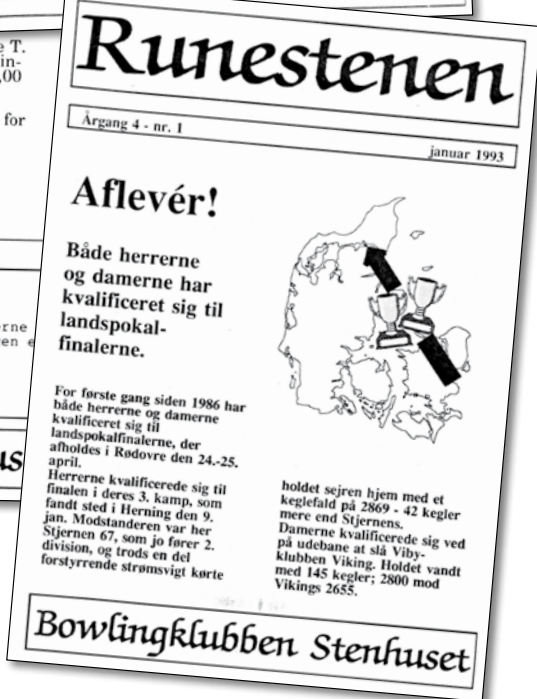 e T.
in-
,00
for
erne
en e
us
Runestenen
Årgang 4 - nr. 1
januar 1993
Aflevér!
Både herrerne
og damerne har
kvalificeret sig til
landspokal-
finalerne.
For første gang siden 1986 har
både herrerne og damerne
kvalificeret sig til
landspokalfinalerne, der
afholdes i Rødovre den 24.-25.
april.
Herrerne kvalificerede sig til
finalen i deres 3. kamp, som
fandt sted i Herning den 9.
jan. Modstanderen var her
Stjernen 67, som jo fører 2.
division, og trods en del
forstyrrende strømsvigt kørte
holdet sejren hjem med et
keglefald på 2869 - 42 kegler
mere end Stjernens.
Damerne kvalificerede sig ved
på udebane at slå Viby-
klubben Viking. Holdet vandt
med 145 kegler; 2800 mod
Vikings 2655.
Bowlingklubben Stenhuset